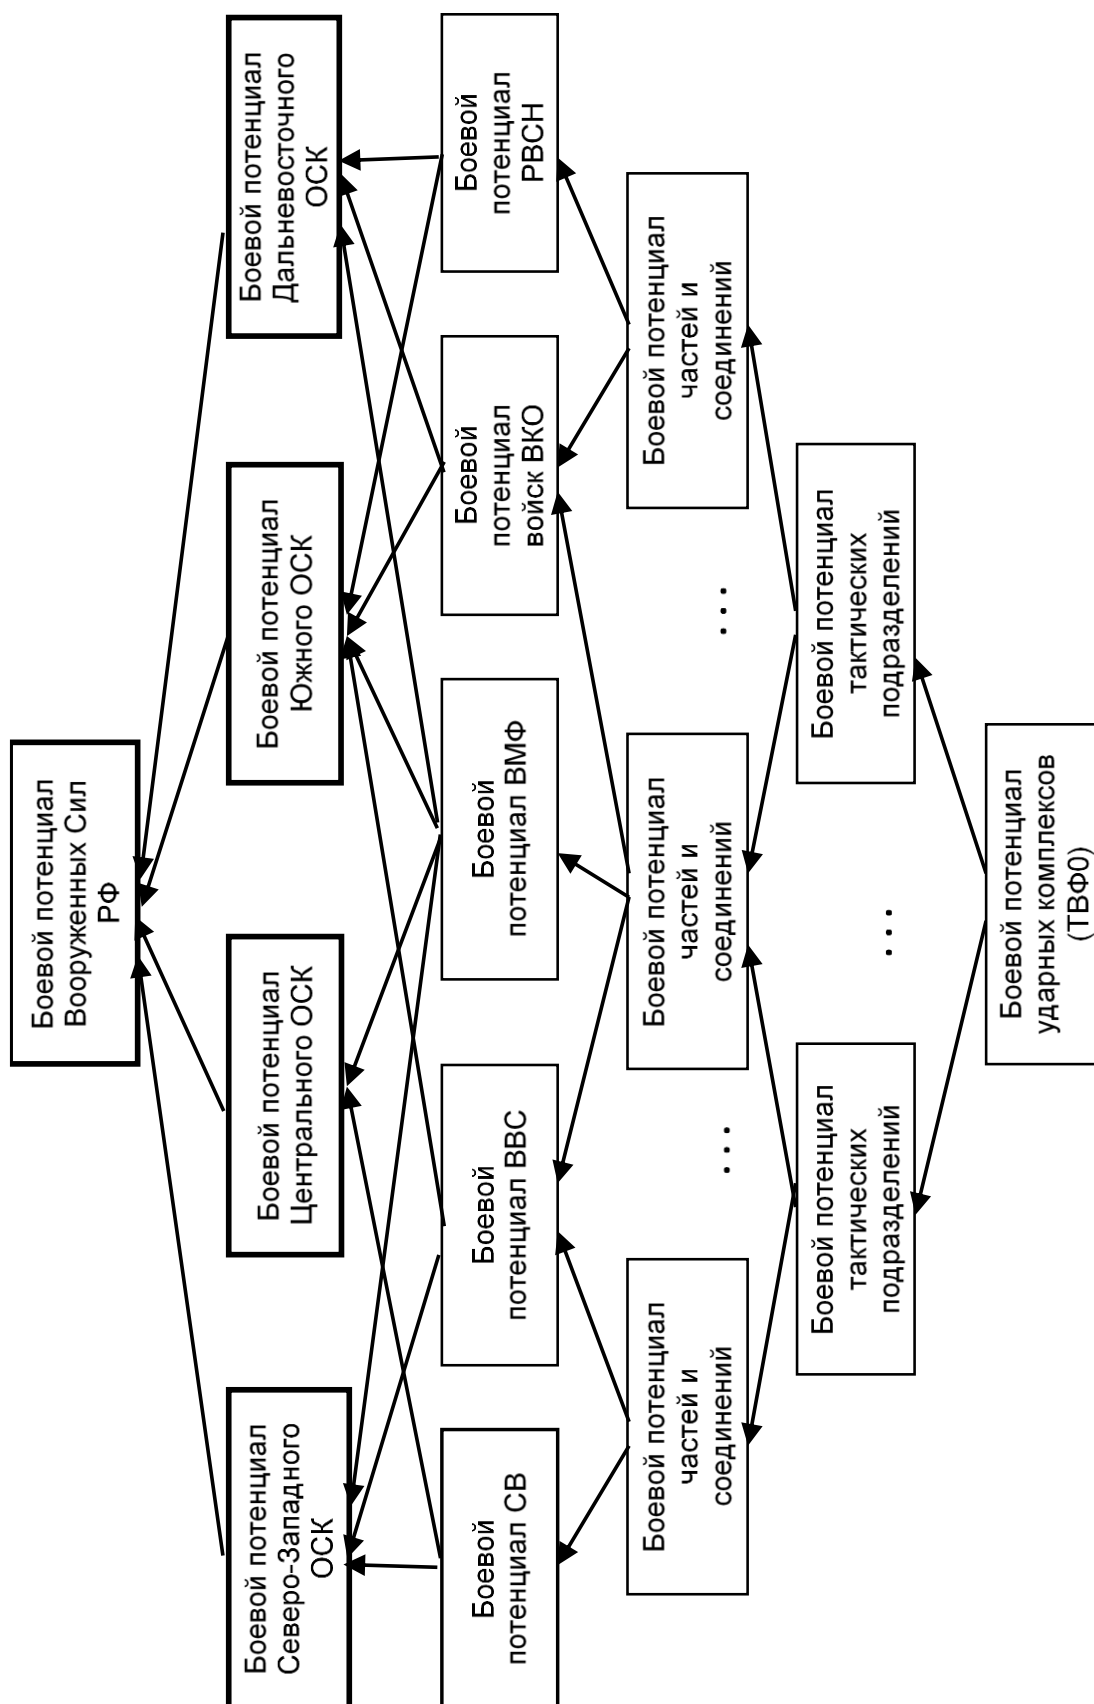 Боевой потенциал
Вооруженных Сил
РФ
Боевой потенциал
Северо-Западного
ОСК
Боевой потенциал
Центрального ОСК
Боевой потенциал
Южного ОСК
Боевой потенциал
Дальневосточного
ОСК
Боевой
потенциал СВ
Боевой
потенциал ВВС
Боевой
потенциал ВМФ
Боевой
потенциал
войск ВКО
Боевой
потенциал
РВСН
Боевой потенциал
частей и
соединений
...
Боевой потенциал
частей и
соединений
...
Боевой потенциал
частей и
соединений
Боевой потенциал
тактических
подразделений
...
Боевой потенциал
тактических
подразделений
Боевой потенциал
ударных комплексов
(ТВФ0)